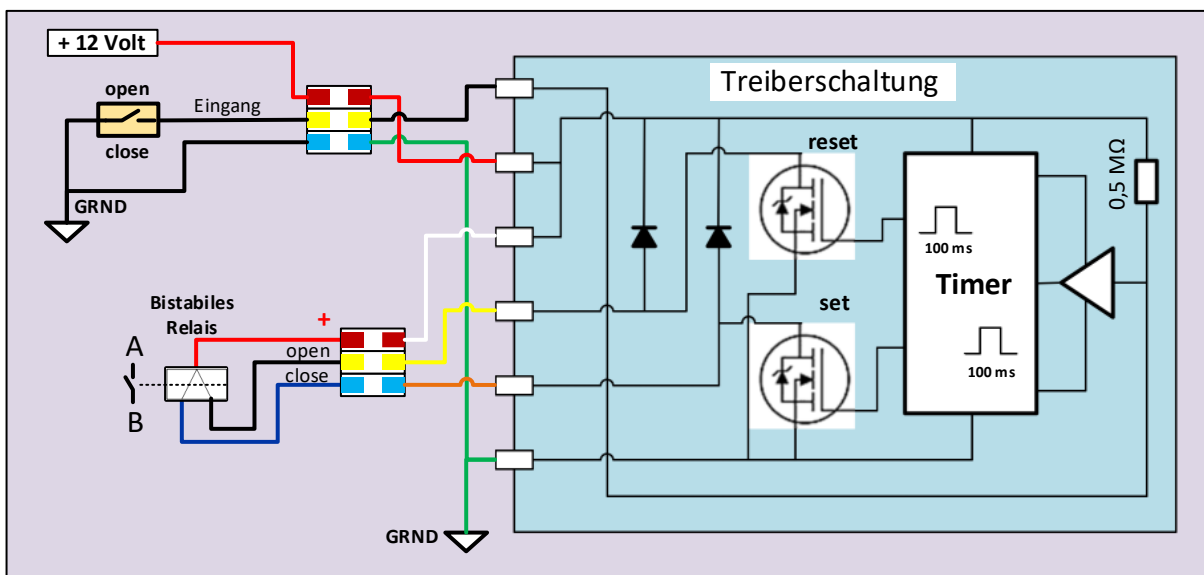 + 12 Volt
open
Eingang
close
GRND
Bistabiles
Relais
+
open
close
A
B
GRND
Treiberschaltung
reset
set
100 ms
Timer
100 ms
0,5 MΩ